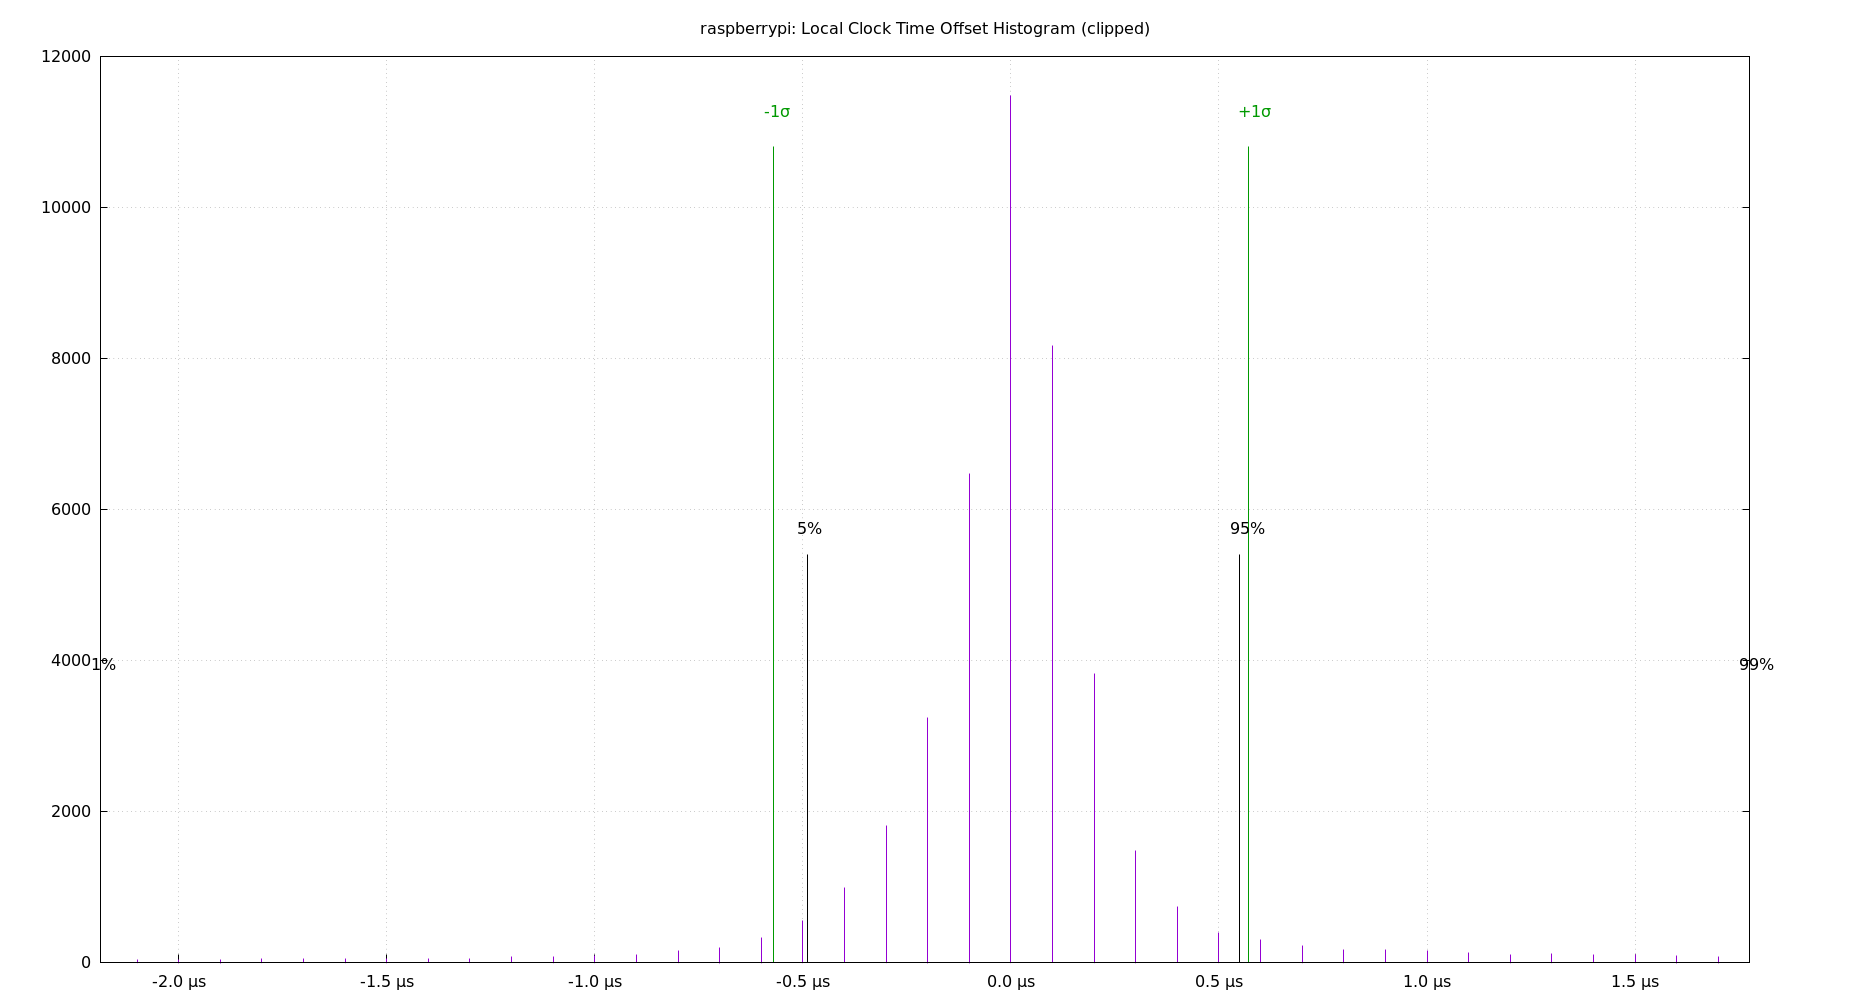 raspberrypi: Local Clock Time Offset Histogram (clipped)
12000
-1σ
+1σ
10000
8000
6000
5%
95%
4000
1%
99%
2000
0
-2.0 µs
-1.5 µs
-1.0 µs
-0.5 µs
0.0 µs
0.5 µs
1.0 µs
1.5 µs